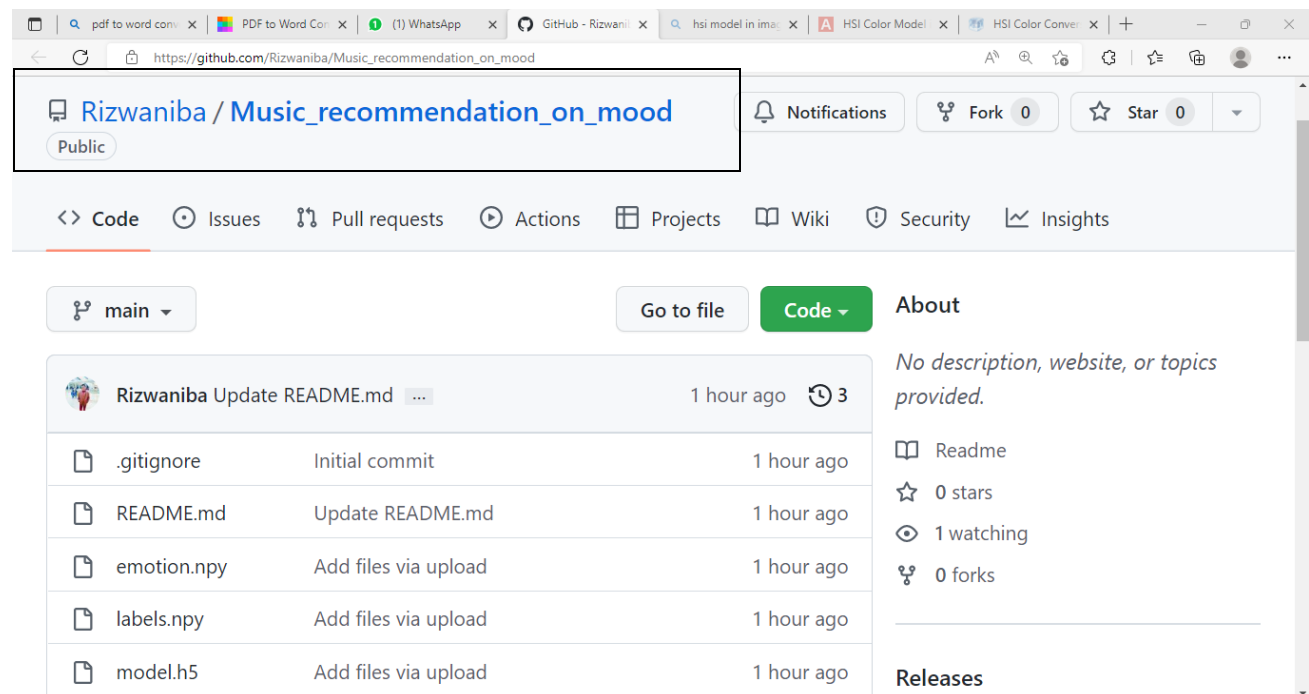 pdf to word conv
PDF to Word Con
(1) WhatsApp
GitHub - Rizwani
hsi model in imag
HSI Color Model
HSI Color Conver
https://github.com/Rizwaniba/Music_recommendation_on_mood
Rizwaniba / Music_recommendation_on_mood
Notifications
Fork 0
Star 0
Public
Code
Issues
Pull requests
Actions
Projects
Wiki
Security
Insights
main
Go to file
Code
About
No description, website, or topics
provided.
Rizwaniba Update README.md ...
1 hour ago
3
.gitignore Initial commit 1 hour ago
README.md Update README.md 1 hour ago
emotion.npy Add files via upload 1 hour ago
labels.npy Add files via upload 1 hour ago
model.h5 Add files via upload 1 hour ago
Readme
0 stars
1 watching
0 forks
Releases